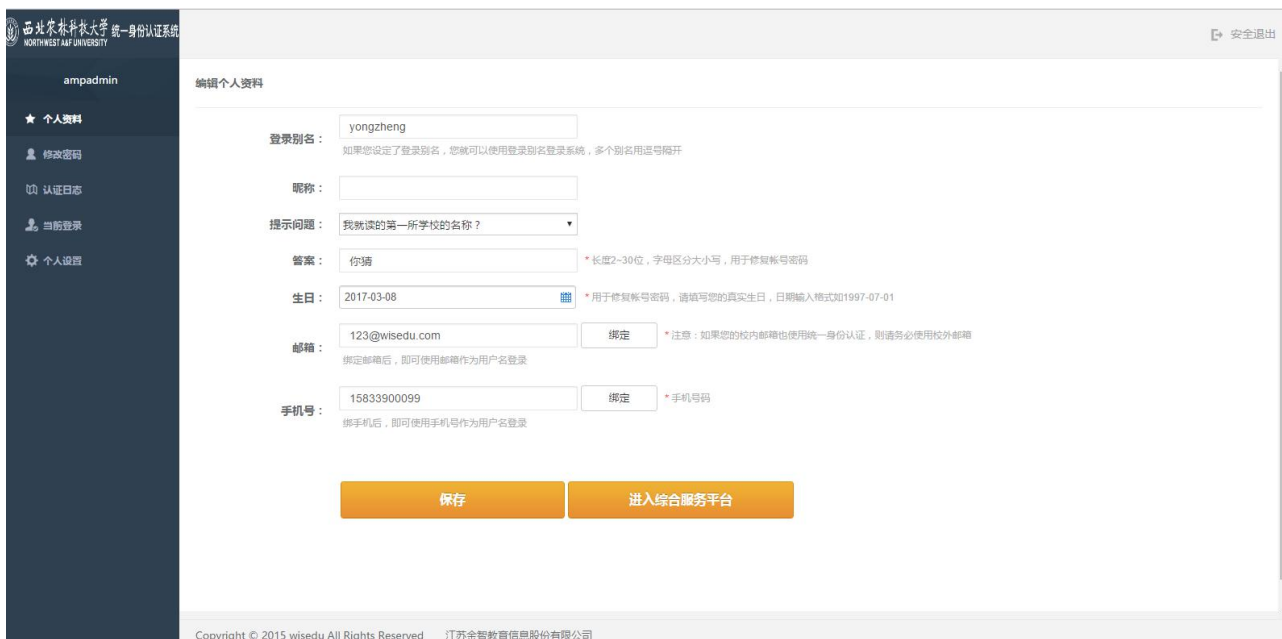 西北农林科技大学 统一身份认证系统
NORTHWEST A&F UNIVERSITY
安全退出
ampadmin
个人资料
修改密码
认证日志
当前登录
个人设置
编辑个人资料
登录别名： yongzheng
如果您设定了登录别名，您就可以使用登录别名登录系统，多个别名用逗号隔开
昵称：
提示问题： 我就读的第一所学校的名称？
答案： 你猜 * 长度2~30位，字母区分大小写，用于修复帐号密码
生日： 2017-03-08 * 用于修复帐号密码，请填写您的真实生日，日期输入格式如1997-07-01
邮箱： 123@wisedu.com 绑定 * 注意：如果您的校内邮箱也使用统一身份认证，则请务必使用校外邮箱
绑定邮箱后，即可使用邮箱作为用户名登录
手机号： 15833900099 绑定 * 手机号码
绑手机后，即可使用手机号作为用户名登录
保存 进入综合服务平台
Copyright © 2015 wisedu All Rights Reserved 江苏金智教育信息股份有限公司